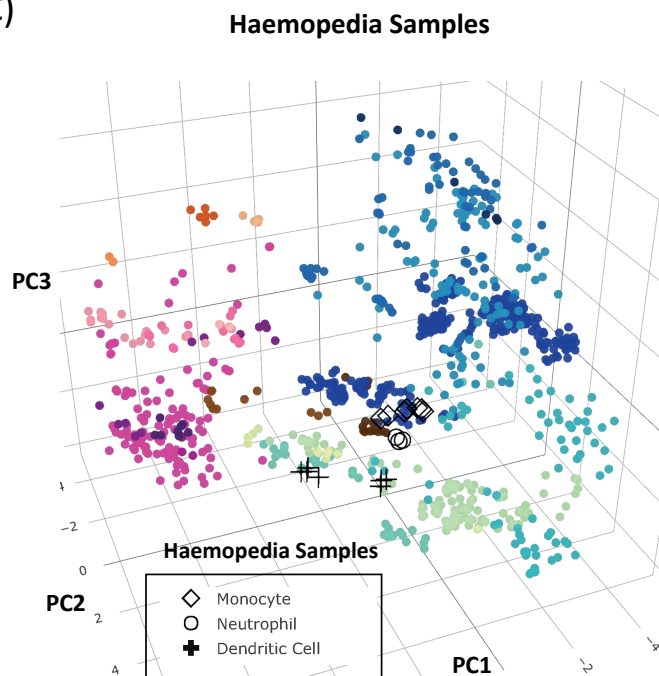 Haemopedia Samples
PC3
-4
-2
0
PC2
2
4
Haemopedia Samples
Monocyte
Neutrophil
Dendritic Cell
PC1
−2
−4